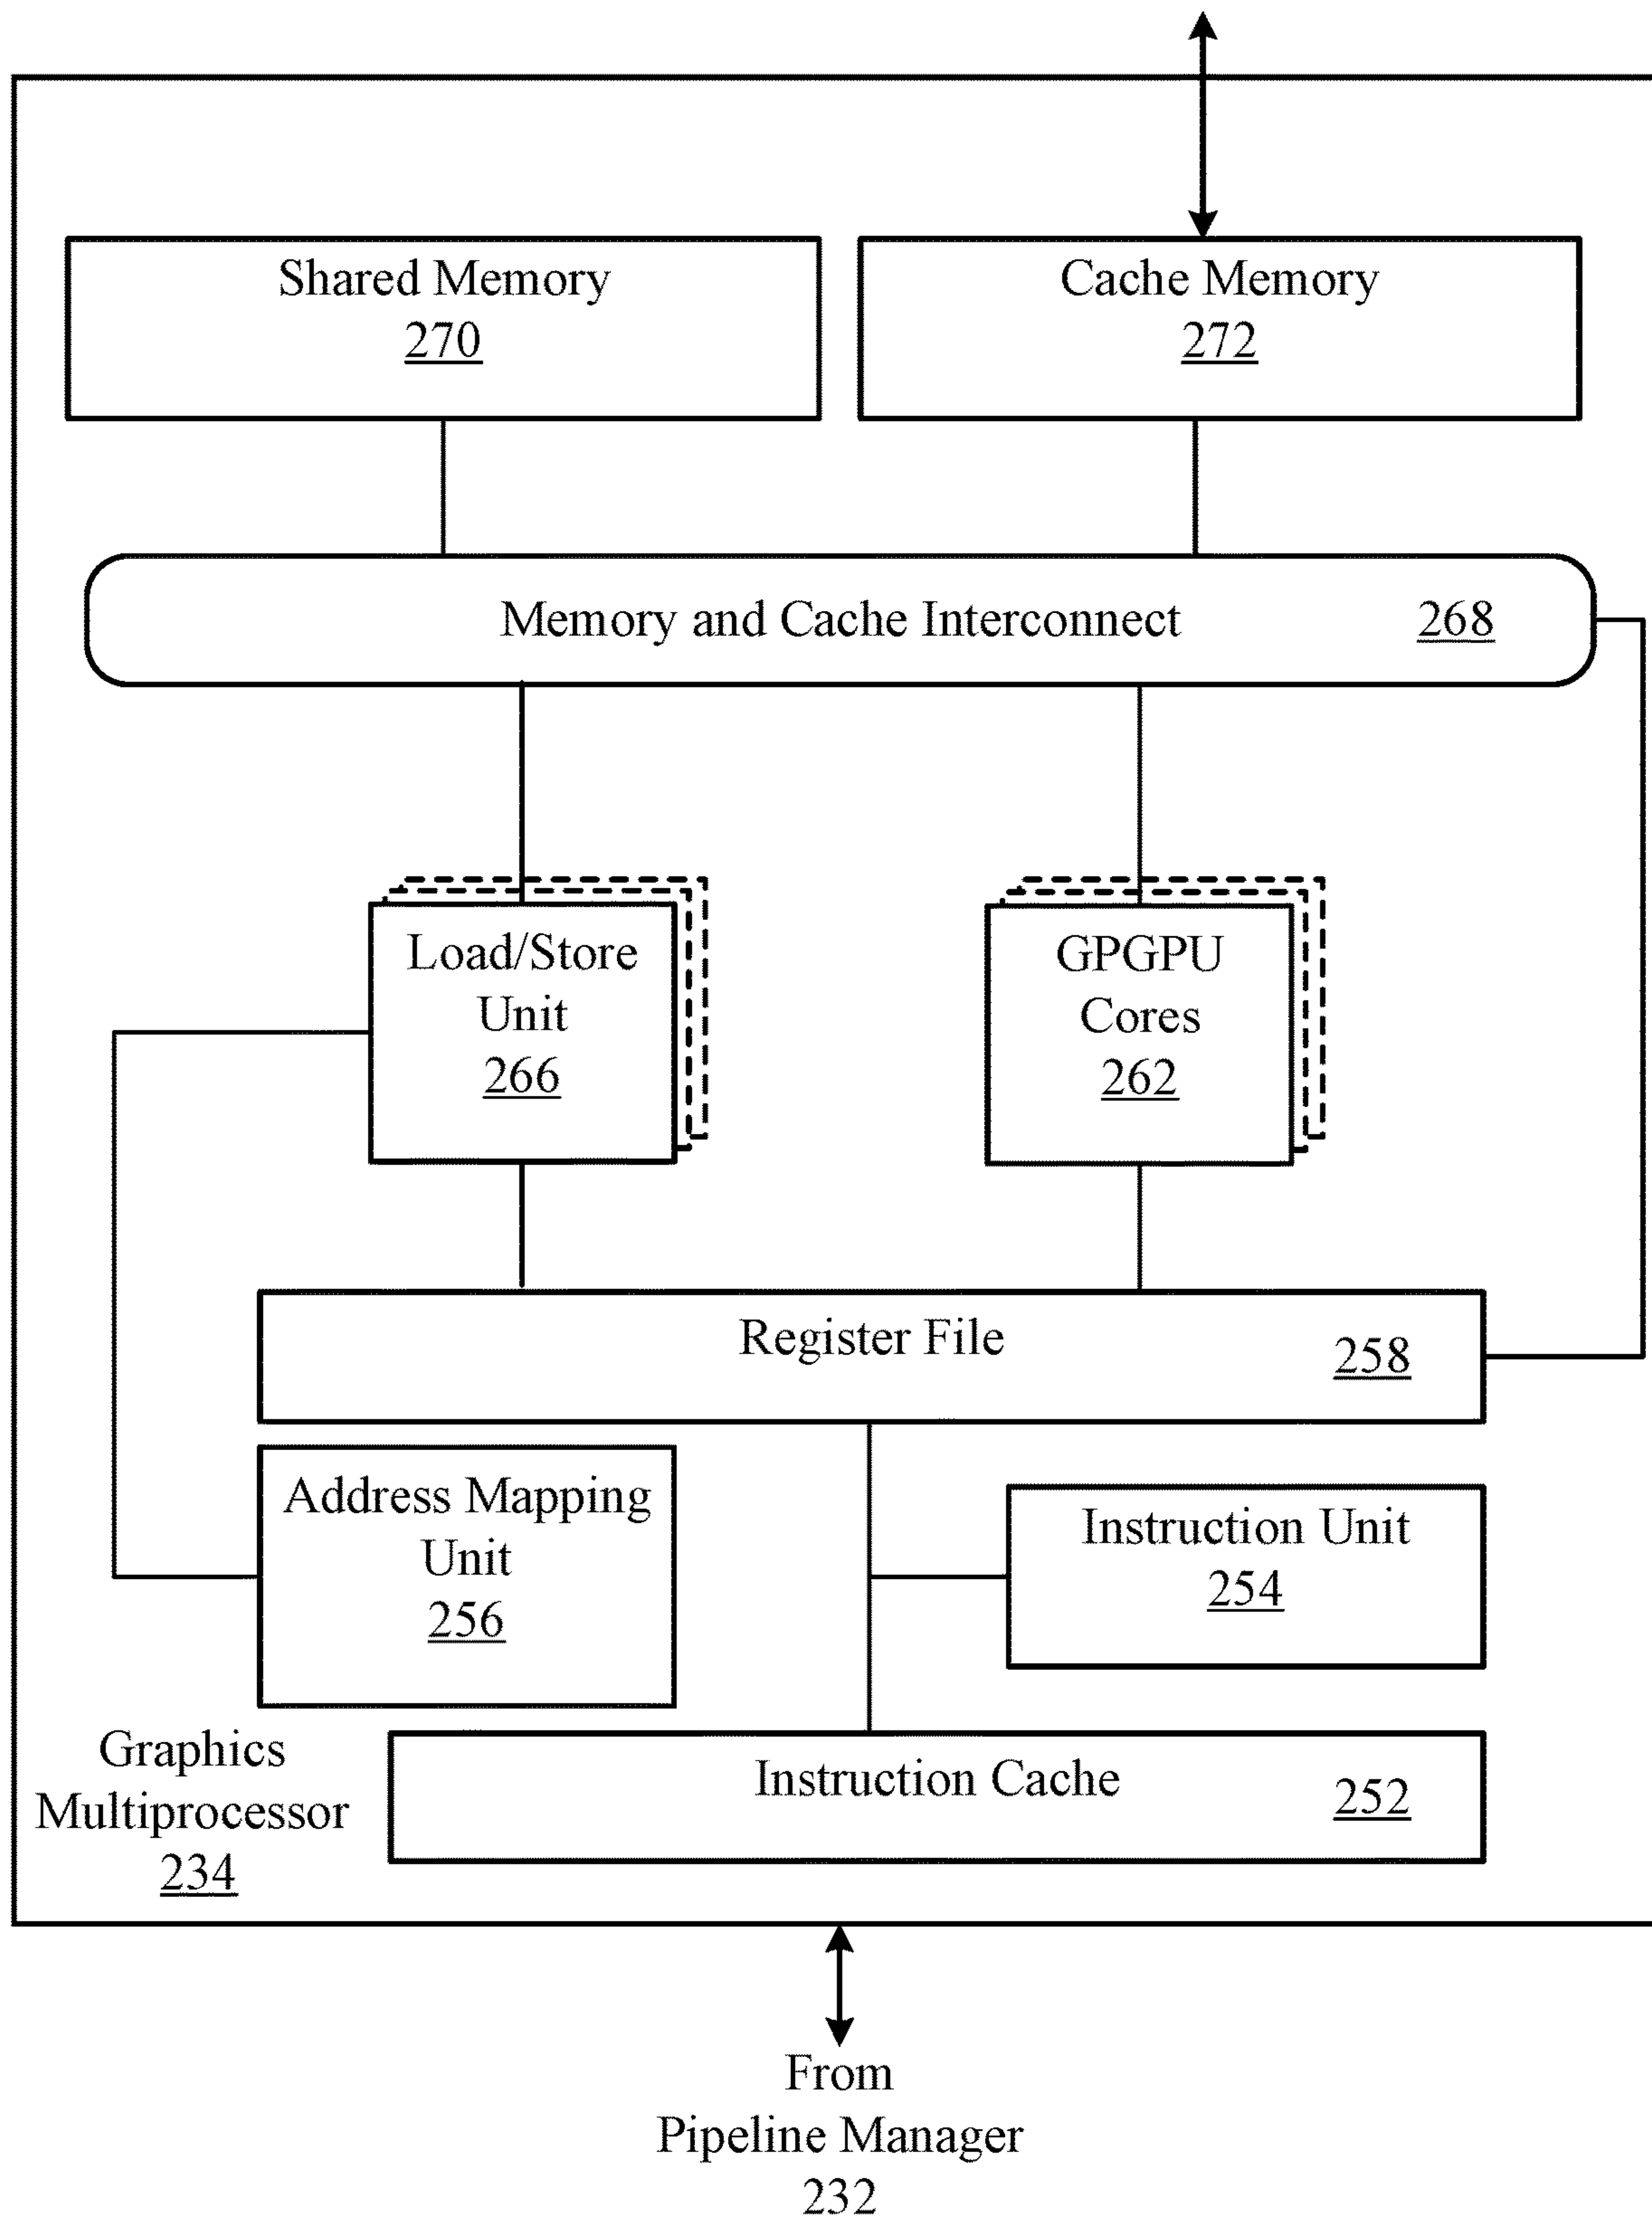 Shared Memory
270
Cache Memory
272
Memory and Cache Interconnect 268
Load/Store
Unit
266
GPGPU
Cores
262
Register File 258
Address Mapping
Unit
256
Instruction Unit
254
Graphics
Multiprocessor
234
Instruction Cache 252
From
Pipeline Manager
232